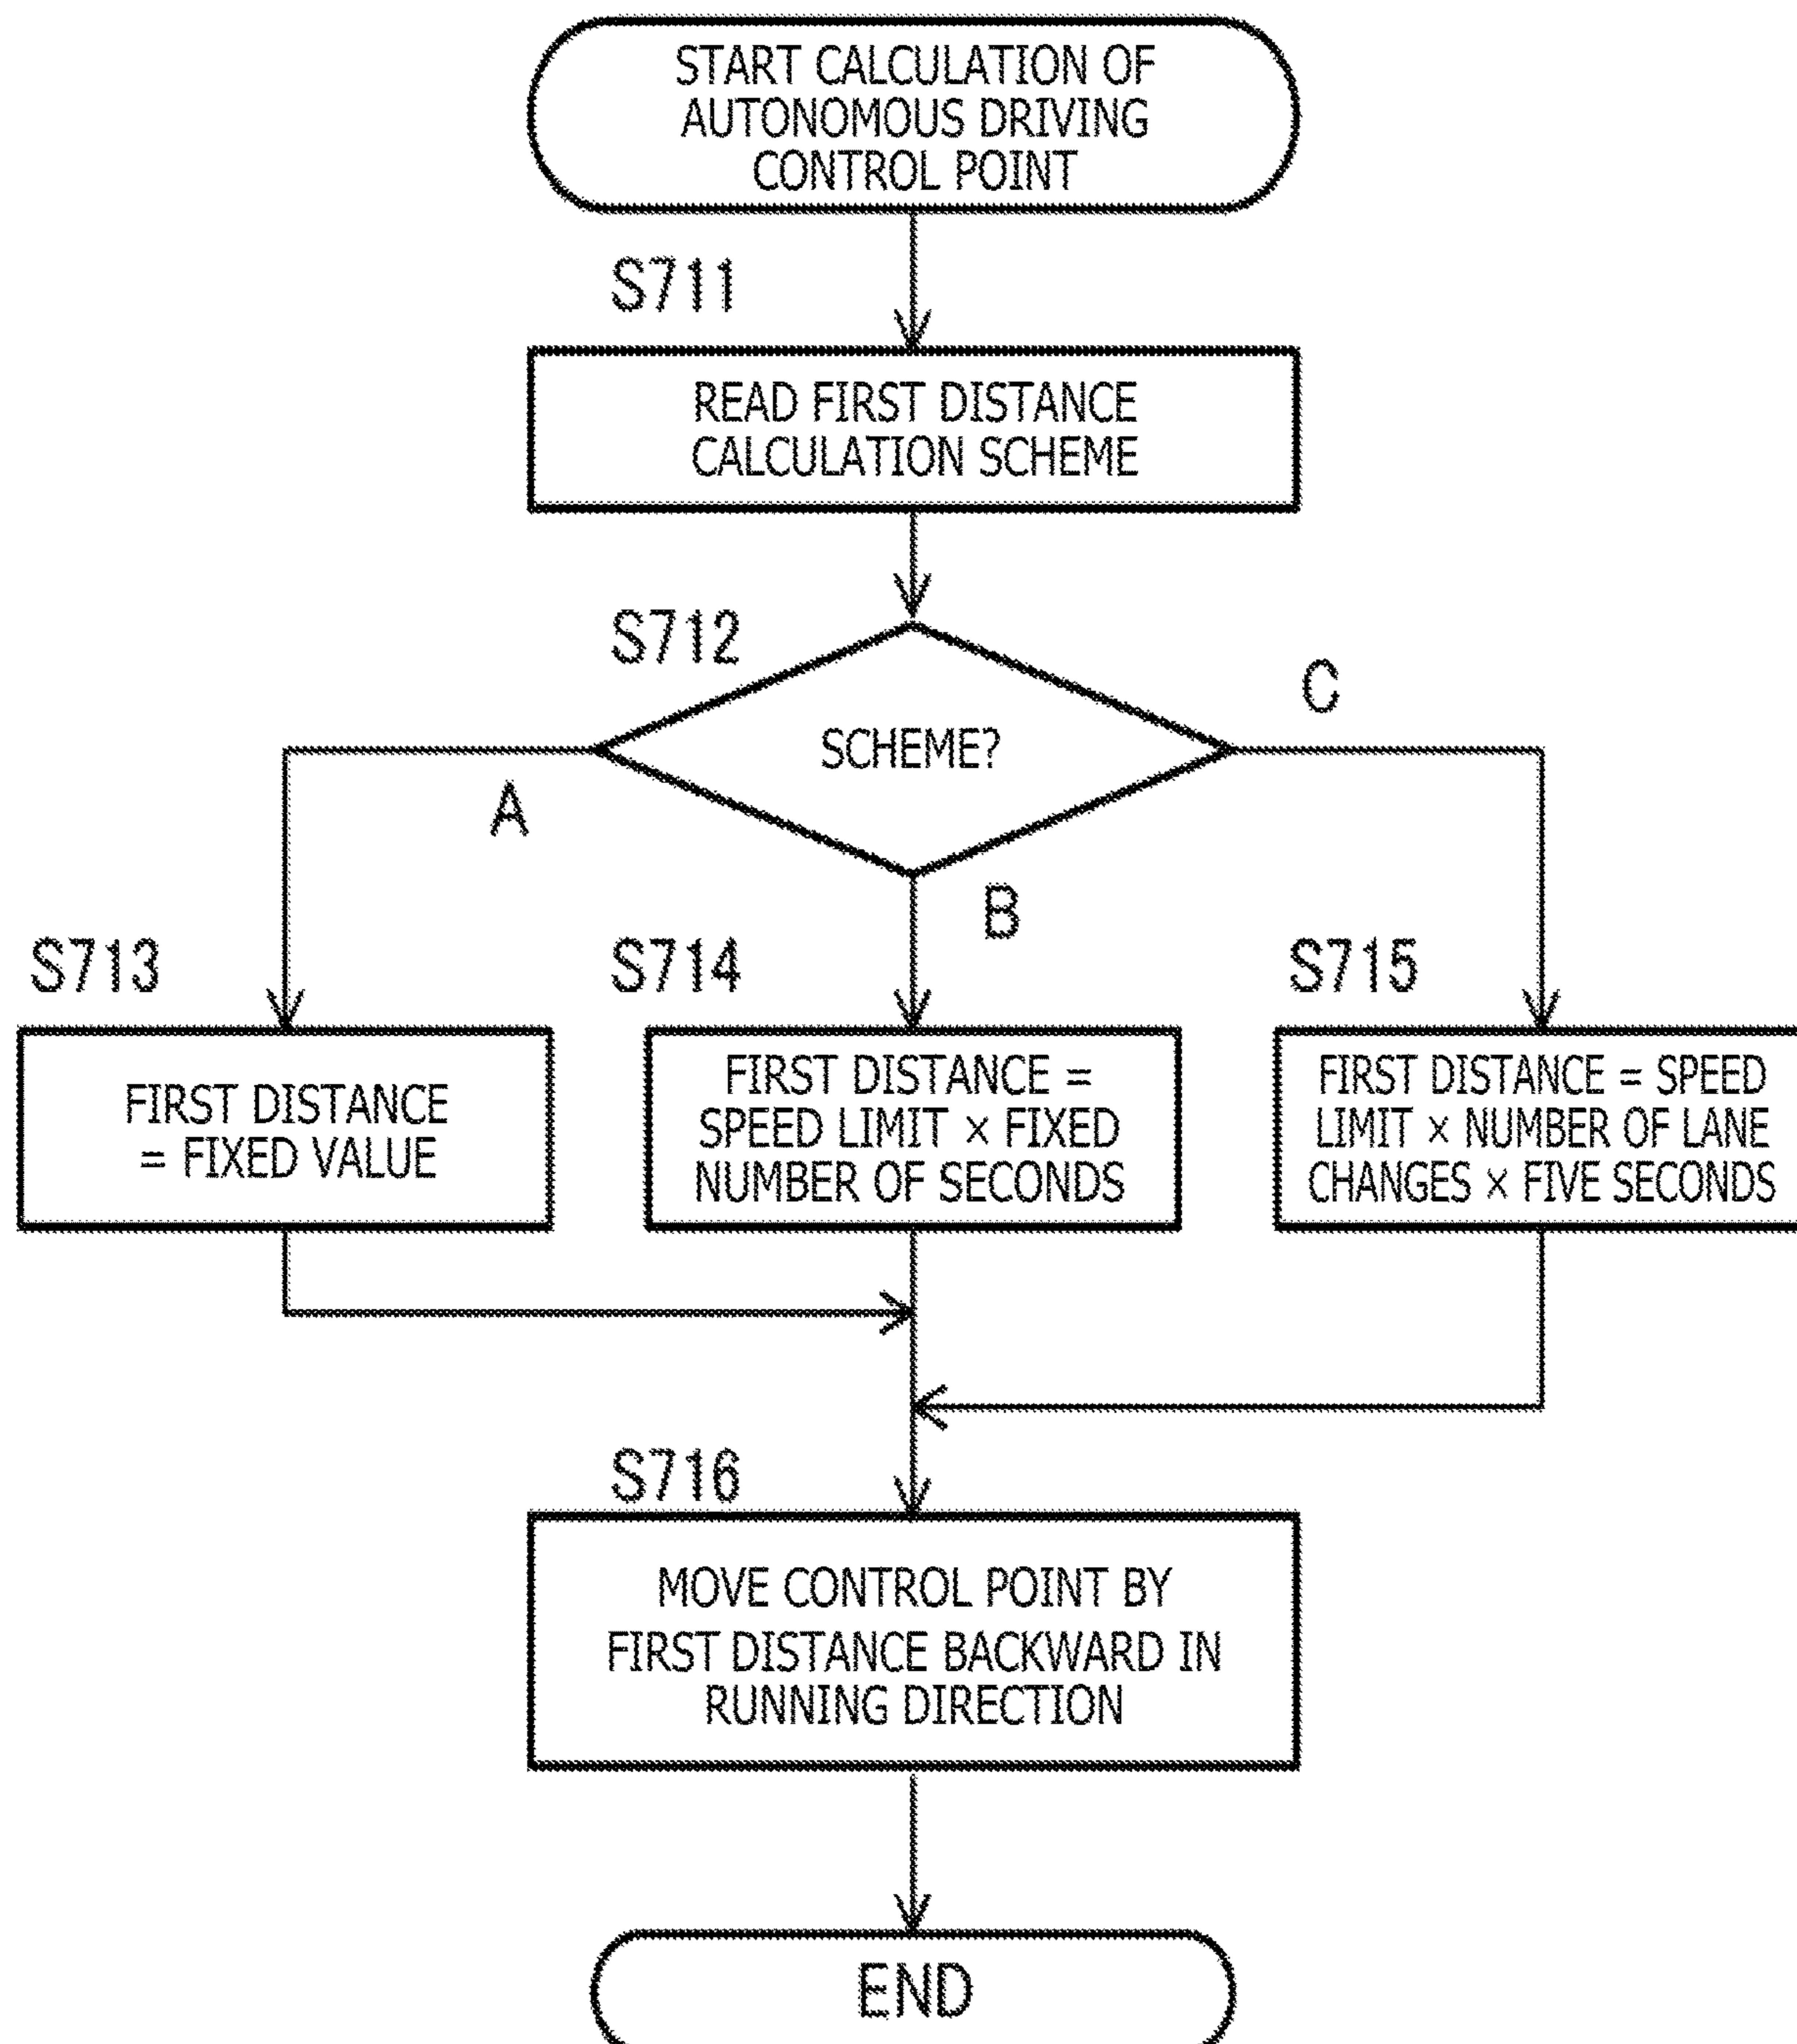 START CALCULATION OF
AUTONOMOUS DRIVING
CONTROL POINT
S711
READ FIRST DISTANCE
CALCULATION SCHEME
S712
SCHEME?
C
A
B
S713
FIRST DISTANCE
= FIXED VALUE
S714
FIRST DISTANCE =
SPEED LIMIT × FIXED
NUMBER OF SECONDS
S715
FIRST DISTANCE = SPEED
LIMIT × NUMBER OF LANE
CHANGES × FIVE SECONDS
S716
MOVE CONTROL POINT BY
FIRST DISTANCE BACKWARD IN
RUNNING DIRECTION
END